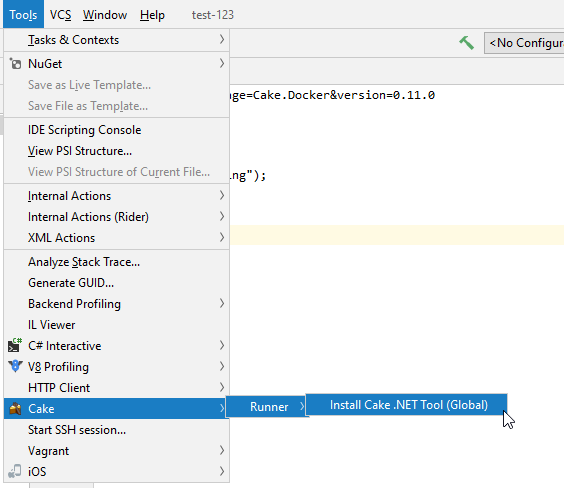 Tools VCS Window Help test-123
Tasks & Contexts
<No Configura
NuGet
Save as Live Template...
age=Cake.Docker&version=0.11.0
Save File as Template...
IDE Scripting Console
View PSI Structure...
View PSI Structure of Current File...
ing");
Internal Actions
Internal Actions (Rider)
XML Actions
Analyze Stack Trace...
Generate GUID...
Backend Profiling
IL Viewer
C# Interactive
V8 Profiling
HTTP Client
Cake
Runner
Install Cake .NET Tool (Global)
Start SSH session...
Vagrant
iOS